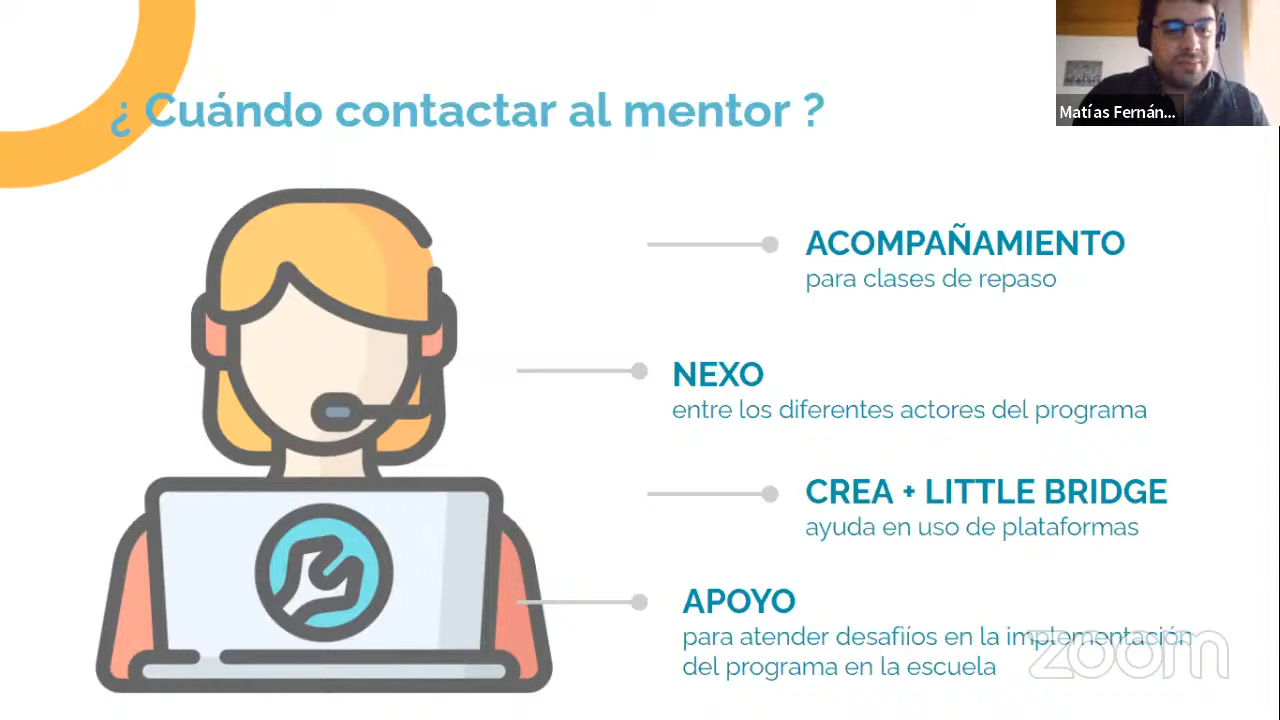 ¿ Cuándo contactar al mentor ?
Matías Fernán...
ACOMPAÑAMIENTO
para clases de repaso
NEXO
entre los diferentes actores del programa
CREA + LITTLE BRIDGE
ayuda en uso de plataformas
APOYO
para atender desafiíos en la implementación
del programa en la escuela
zoom